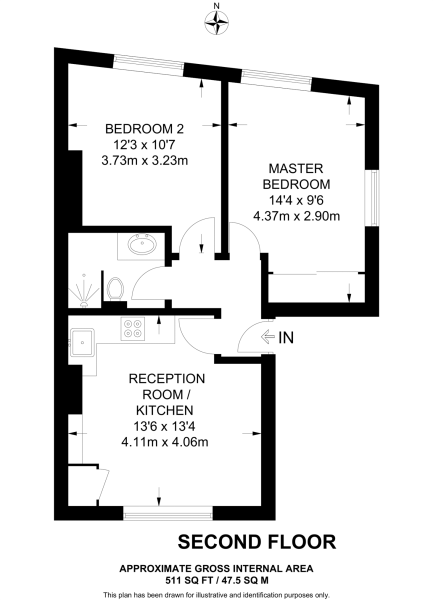 N
BEDROOM 2
12'3 x 10'7
3.73m x 3.23m
MASTER
BEDROOM
14'4 x 9'6
4.37m x 2.90m
IN
RECEPTION
ROOM /
KITCHEN
13'6 x 13'4
4.11m x 4.06m
SECOND FLOOR
APPROXIMATE GROSS INTERNAL AREA
511 SQ FT / 47.5 SQ M
This plan has been drawn for illustrative and identification purposes only.